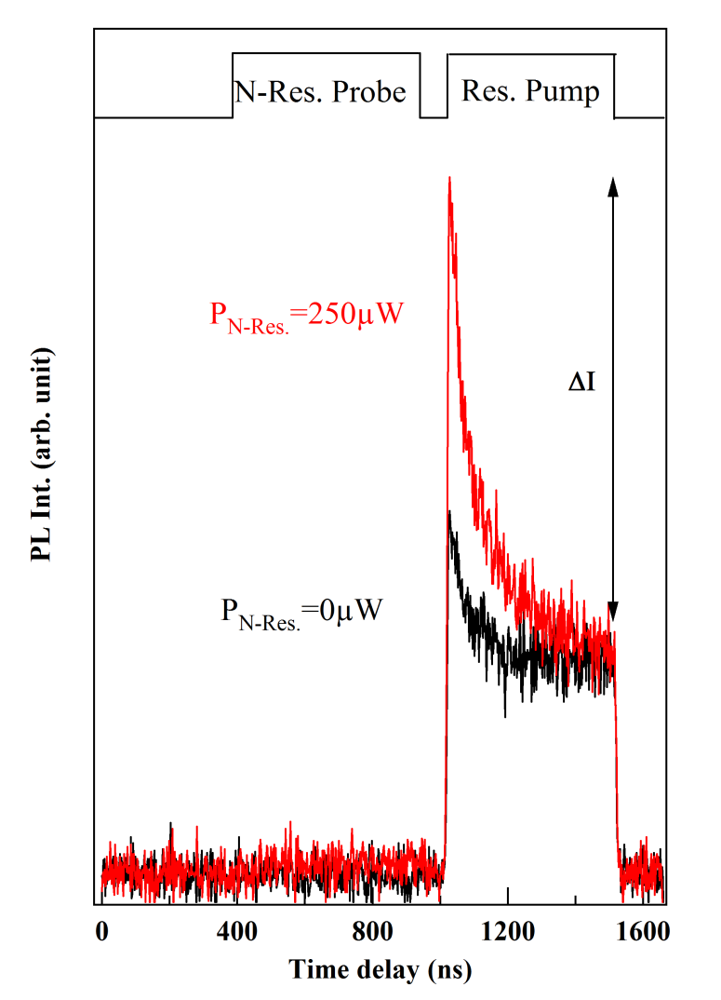 N-Res. Probe
Res. Pump
P_N-Res.=250µW
ΔI
P_N-Res.=0µW
PL Int. (arb. unit)
0 400 800 1200 1600
Time delay (ns)